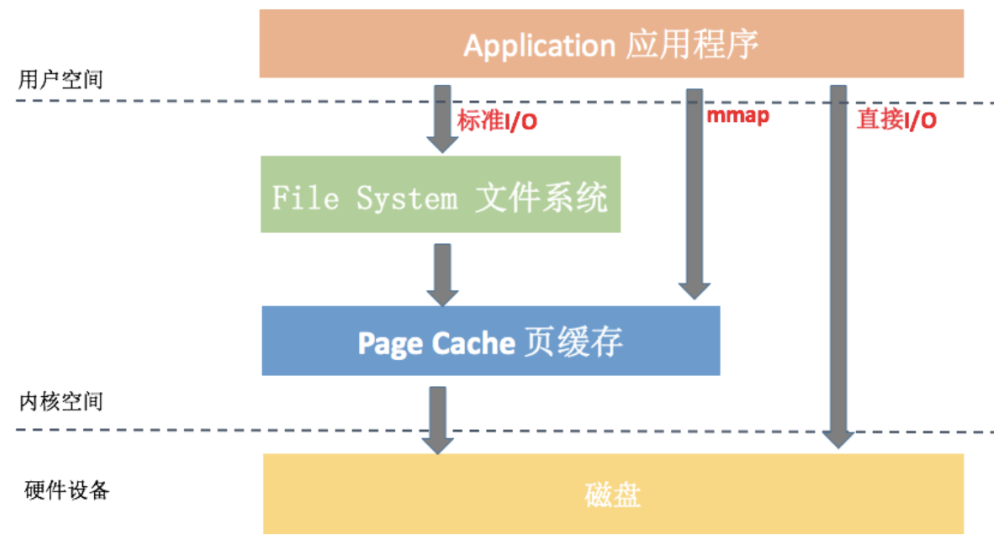 Application 应用程序
用户空间
标准I/O
mmap
直接I/O
File System 文件系统
Page Cache 页缓存
内核空间
硬件设备
磁盘